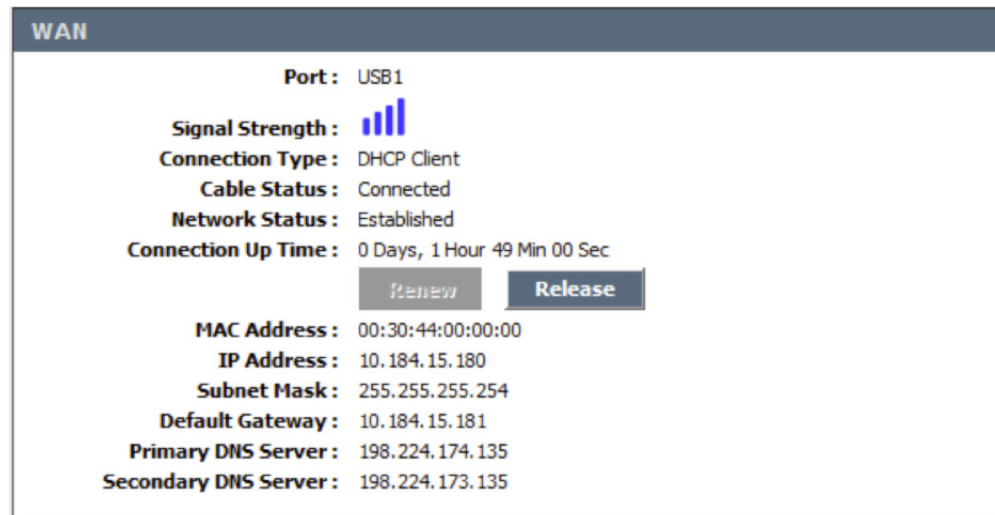 WAN
Port : USB1
Signal Strength :
Connection Type : DHCP Client
Cable Status : Connected
Network Status : Established
Connection Up Time : 0 Days, 1 Hour 49 Min 00 Sec
Renew Release
MAC Address : 00:30:44:00:00:00
IP Address : 10.184.15.180
Subnet Mask : 255.255.255.254
Default Gateway : 10.184.15.181
Primary DNS Server : 198.224.174.135
Secondary DNS Server : 198.224.173.135